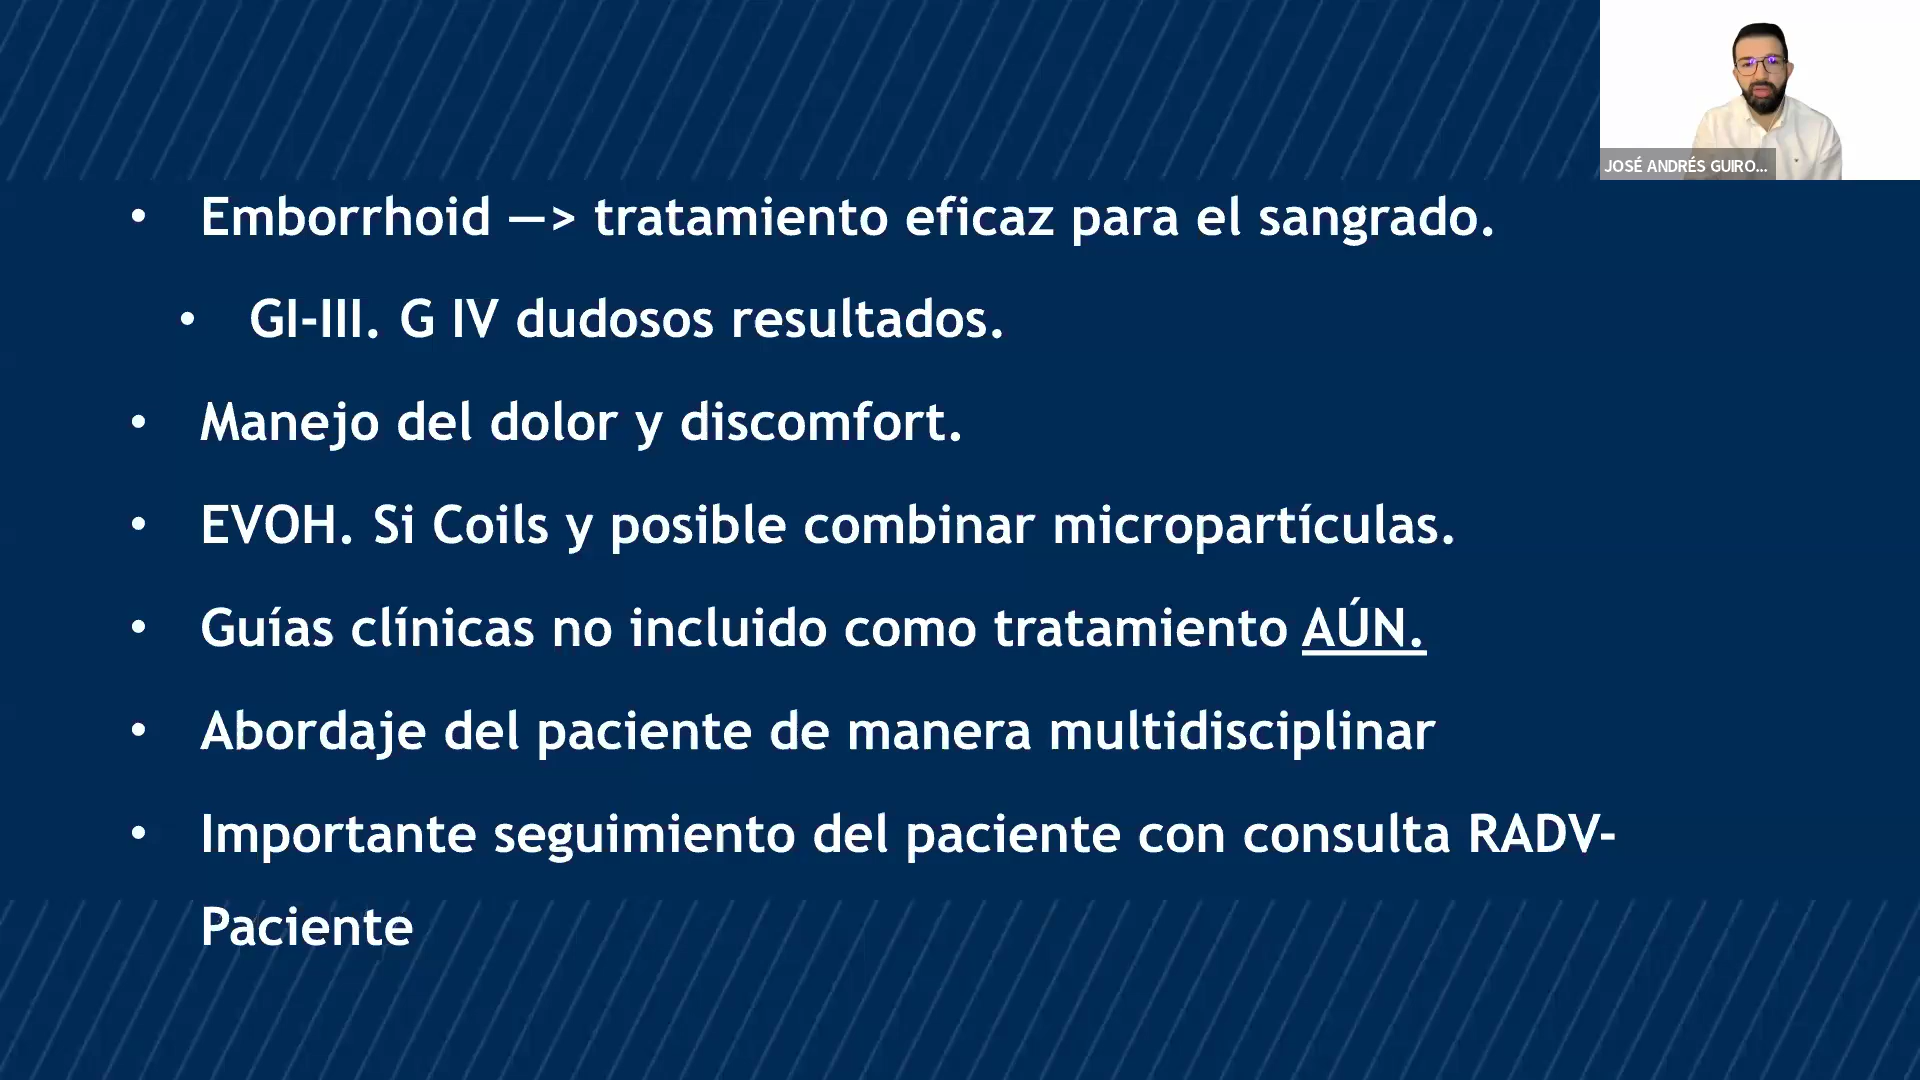 JOSÉ ANDRÉS GUIRO...
• Emborrhoid —> tratamiento eficaz para el sangrado.
• GI-III. G IV dudosos resultados.
• Manejo del dolor y discomfort.
• EVOH. Si Coils y posible combinar micropartículas.
• Guías clínicas no incluido como tratamiento AÚN.
• Abordaje del paciente de manera multidisciplinar
• Importante seguimiento del paciente con consulta RADV-
Paciente